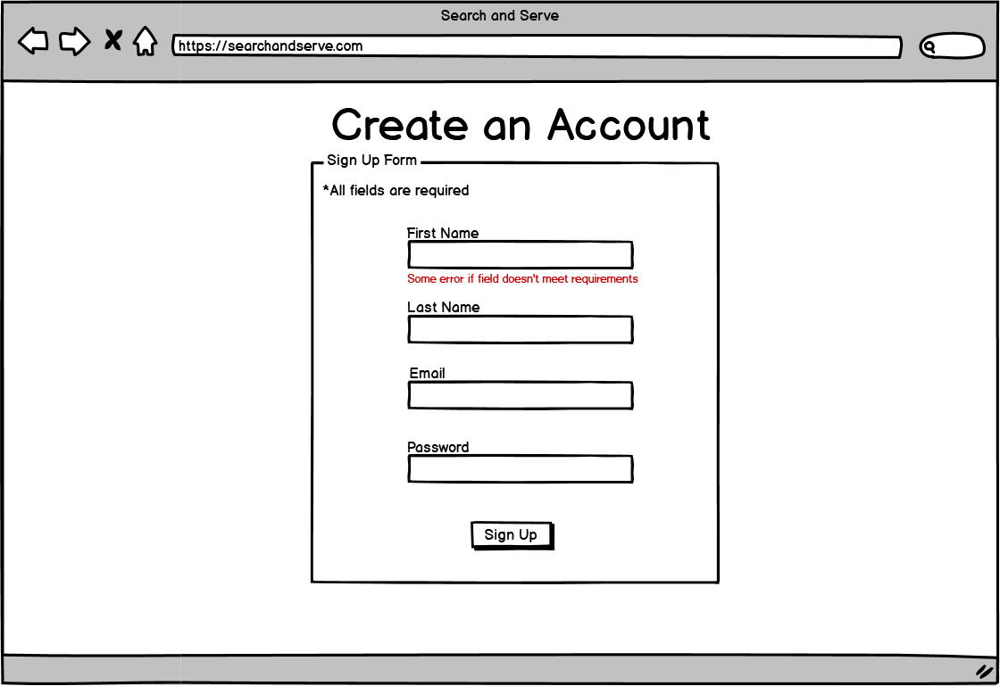 Search and Serve
https://searchandserve.com
Create an Account
Sign Up Form
*All fields are required
First Name
Some error if field doesn't meet requirements
Last Name
Email
Password
Sign Up